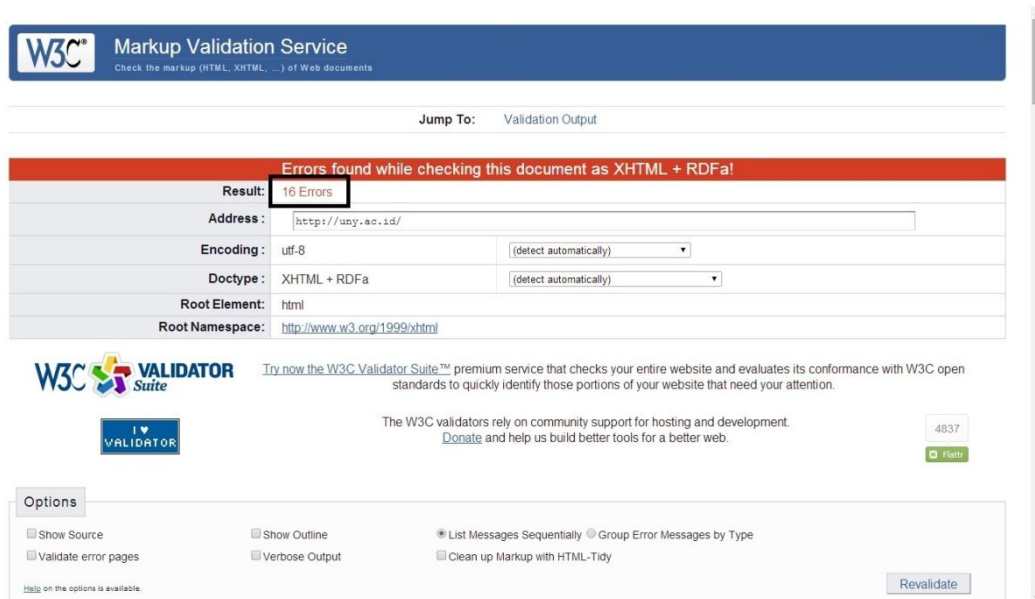 W3C®
Markup Validation Service
Check the markup (HTML, XHTML, ...) of Web documents
Jump To: Validation Output
Errors found while checking this document as XHTML + RDFa!
Result: 16 Errors
Address : http://uny.ac.id/
Encoding : utf-8 (detect automatically)
Doctype : XHTML + RDFa (detect automatically)
Root Element: html
Root Namespace: http://www.w3.org/1999/xhtml
W3C VALIDATOR Suite
Try now the W3C Validator Suite™ premium service that checks your entire website and evaluates its conformance with W3C open
standards to quickly identify those portions of your website that need your attention.
I ♥
VALIDATOR
The W3C validators rely on community support for hosting and development.
Donate and help us build better tools for a better web.
4837
Flattr
Options
Show Source Show Outline List Messages Sequentially Group Error Messages by Type
Validate error pages Verbose Output Clean up Markup with HTML-Tidy
Help on the options is available.
Revalidate